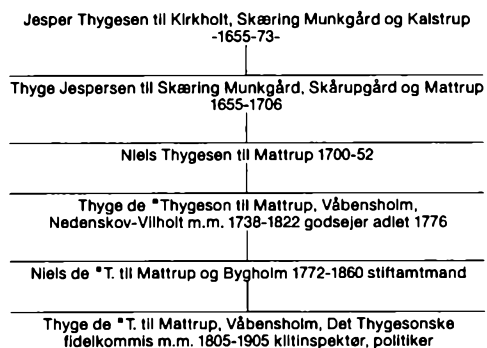 Jesper Thygesen til Kirkholt, Skæring Munkgård og Kalstrup
-1655-73-
Thyge Jespersen til Skæring Munkgård, Skårupgård og Mattrup
1655-1706
Niels Thygesen til Mattrup 1700-52
Thyge de *Thygeson til Mattrup, Våbensholm,
Nedenskov-Vilholt m.m. 1738-1822 godsejer adlet 1776
Niels de *T. til Mattrup og Bygholm 1772-1860 stiftamtmand
Thyge de *T. til Mattrup, Våbensholm, Det Thygesonske
fideikommis m.m. 1805-1905 klitinspektør, politiker